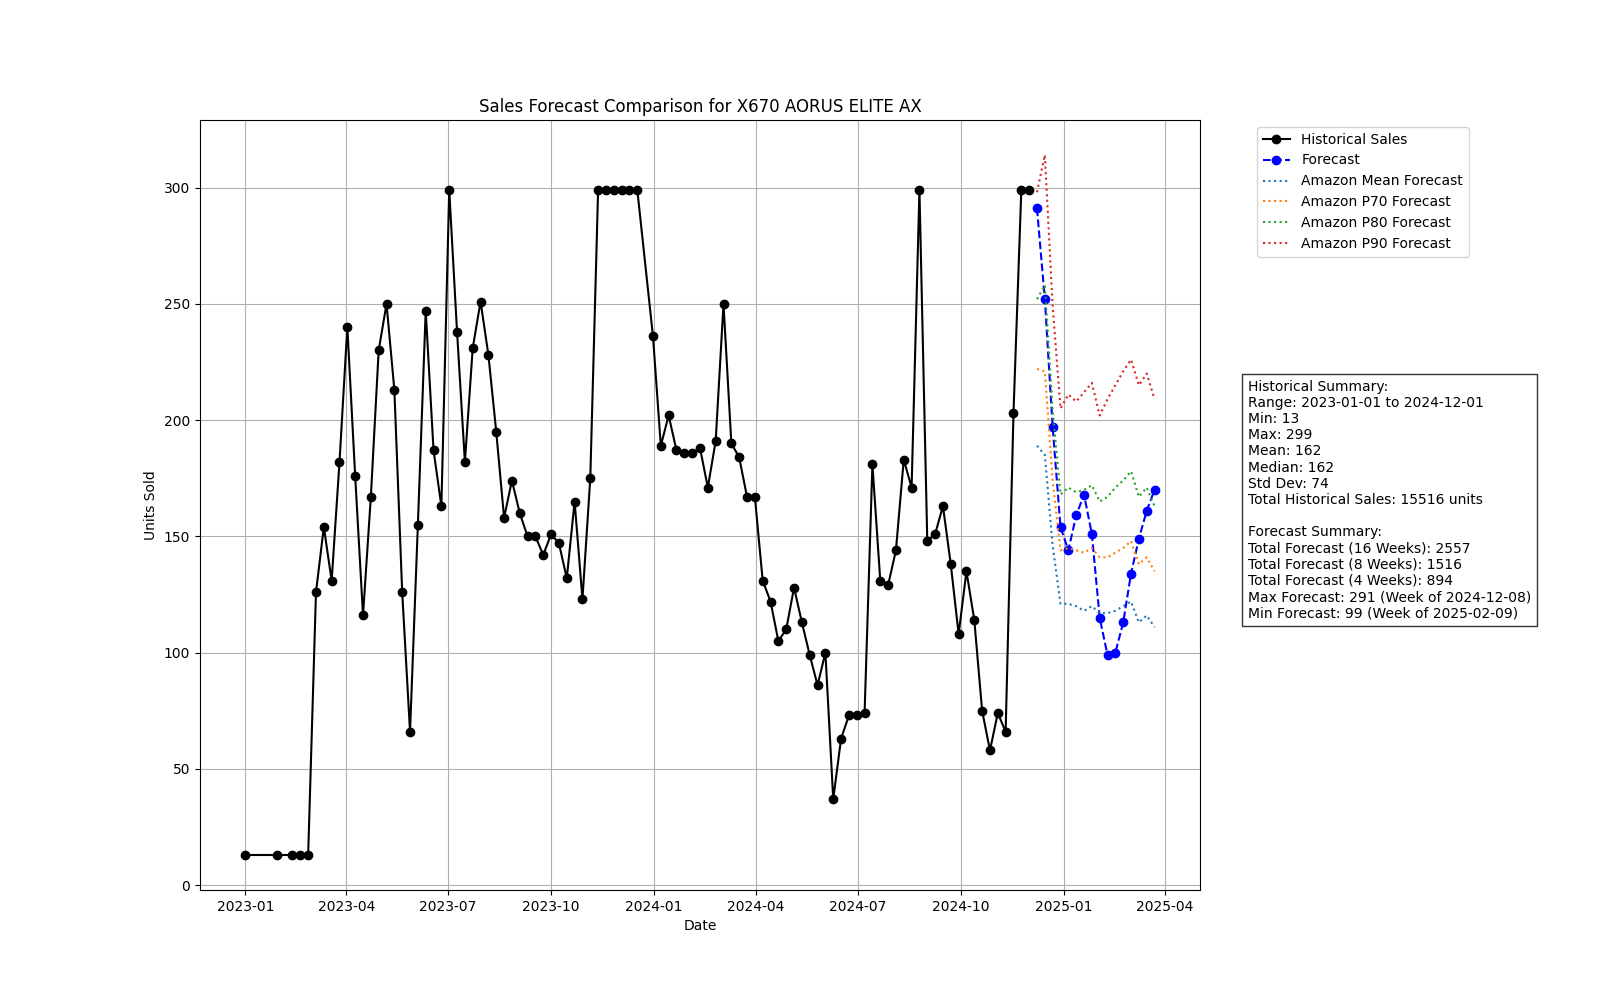 Sales Forecast Comparison for X670 AORUS ELITE AX
Units Sold
300
250
200
150
100
50
0
2023-01
2023-04
2023-07
2023-10
2024-01
2024-04
2024-07
2024-10
2025-01
2025-04
Date
Historical Sales
Forecast
Amazon Mean Forecast
Amazon P70 Forecast
Amazon P80 Forecast
Amazon P90 Forecast
Historical Summary:
Range: 2023-01-01 to 2024-12-01
Min: 13
Max: 299
Mean: 162
Median: 162
Std Dev: 74
Total Historical Sales: 15516 units
Forecast Summary:
Total Forecast (16 Weeks): 2557
Total Forecast (8 Weeks): 1516
Total Forecast (4 Weeks): 894
Max Forecast: 291 (Week of 2024-12-08)
Min Forecast: 99 (Week of 2025-02-09)